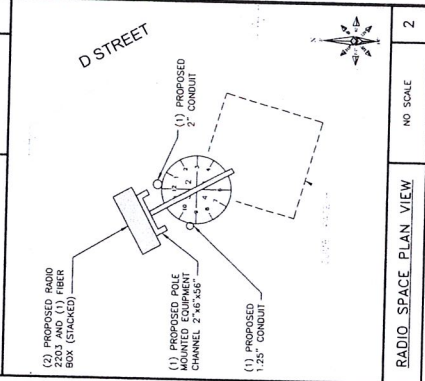 D STREET
(2) PROPOSED RADIO
2203 AND (1) FIBER
BOX (STACKED)
(1) PROPOSED
2" CONDUIT
(1) PROPOSED POLE
MOUNTED EQUIPMENT
CHANNEL 2"x6"x56"
(1) PROPOSED
1.25" CONDUIT
RADIO SPACE PLAN VIEW
NO SCALE
2